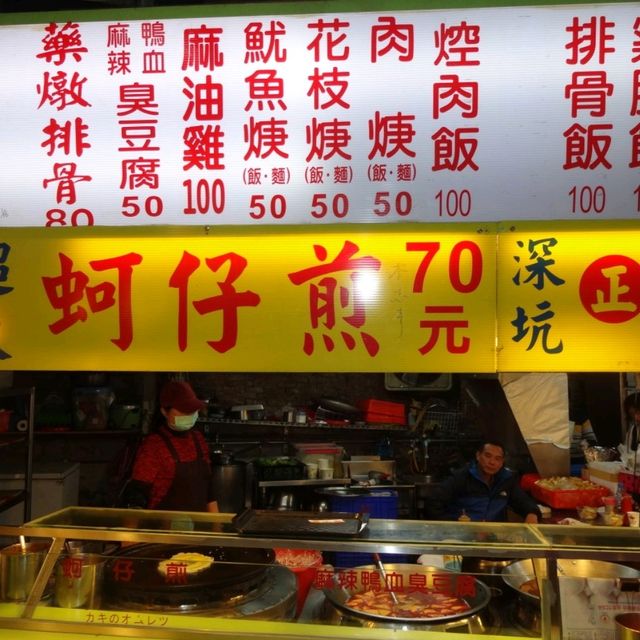 藥燉排骨 80
麻辣 鴨血 臭豆腐 50
麻油雞 100
魷魚焿 (飯·麵) 50
花枝焿 (飯·麵) 50
肉焿 (飯·麵) 50
焢肉飯 100
排骨飯 100
蚵仔煎 70元
深坑
正
蚵仔煎
カキのオムレツ
麻辣鴨血臭豆腐